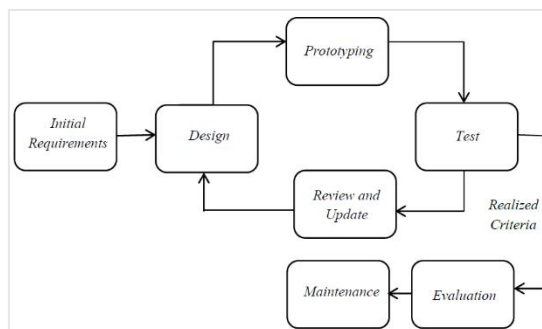 Prototyping
Initial
Requirements
Design
Test
Review and
Update
Realized
Criteria
Maintenance
Evaluation